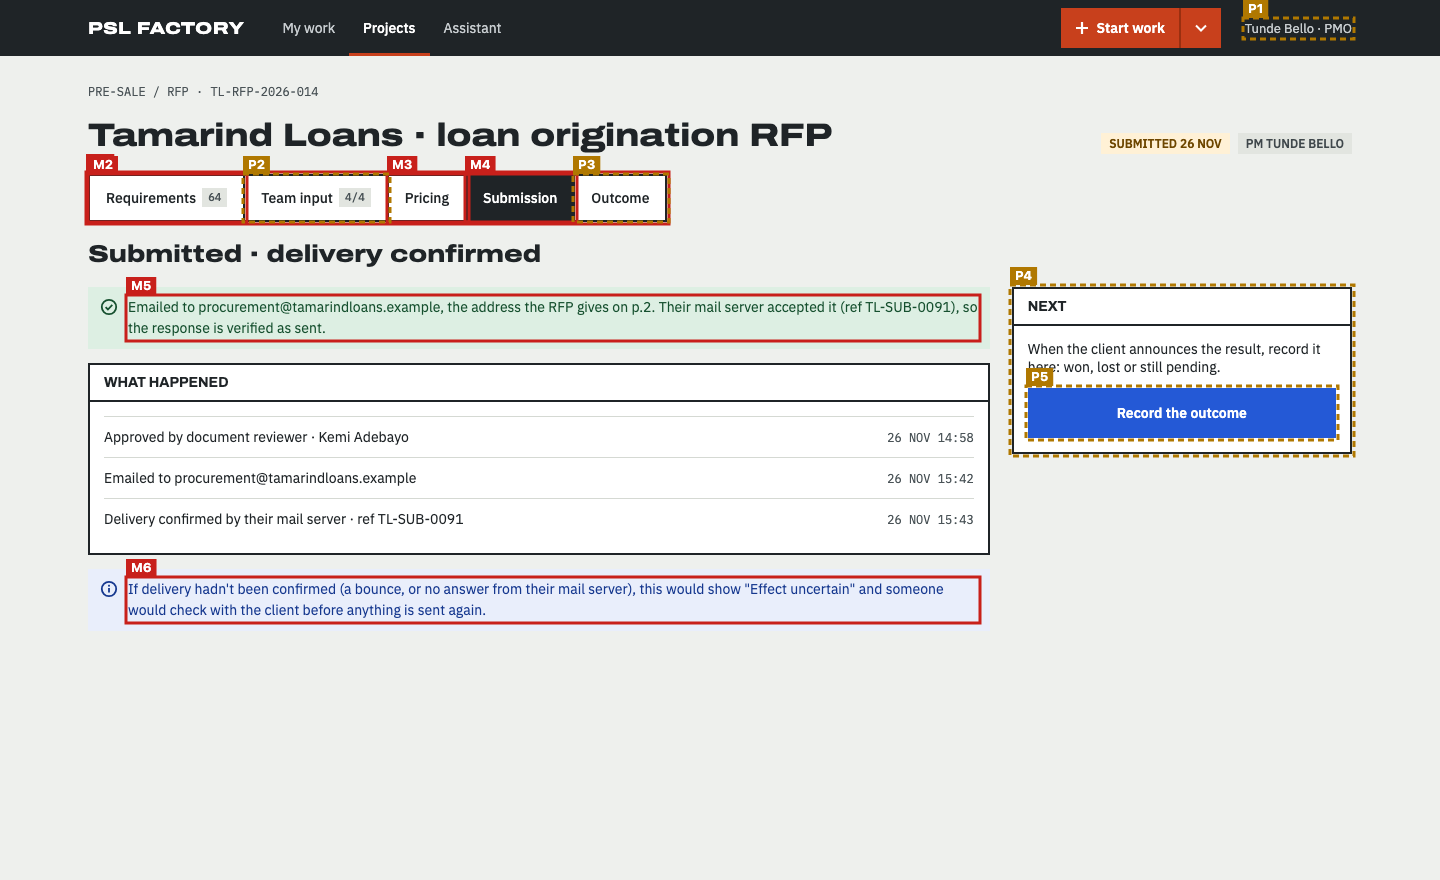 PSL FACTORY
My work
Projects
Assistant
Start work
P1
Tunde Bello · PMO
PRE-SALE / RFP · TL-RFP-2026-014
Tamarind Loans · loan origination RFP
SUBMITTED 26 NOV
PM TUNDE BELLO
M2
P2
M3
M4
P3
Requirements 64
Team input 4/4
Pricing
Submission
Outcome
Submitted · delivery confirmed
M5
Emailed to procurement@tamarindloans.example, the address the RFP gives on p.2. Their mail server accepted it (ref TL-SUB-0091), so
the response is verified as sent.
WHAT HAPPENED
Approved by document reviewer · Kemi Adebayo 26 NOV 14:58
Emailed to procurement@tamarindloans.example 26 NOV 15:42
Delivery confirmed by their mail server · ref TL-SUB-0091 26 NOV 15:43
M6
If delivery hadn't been confirmed (a bounce, or no answer from their mail server), this would show "Effect uncertain" and someone
would check with the client before anything is sent again.
P4
NEXT
When the client announces the result, record it
here: won, lost or still pending.
P5
Record the outcome